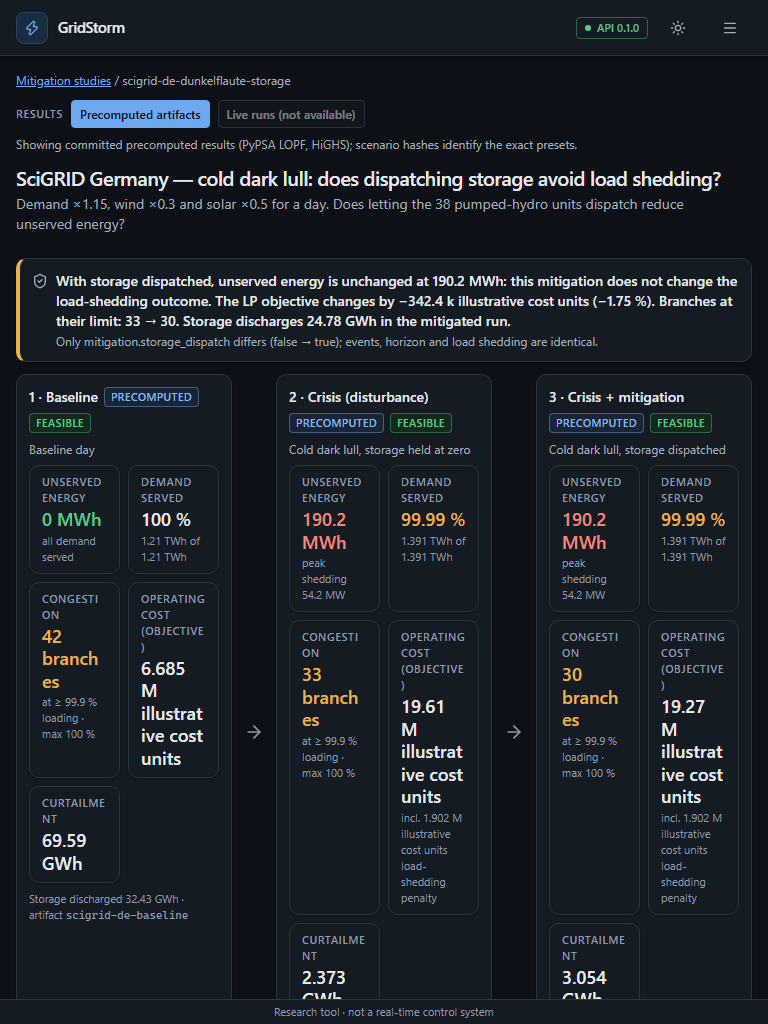 GridStorm
API 0.1.0
Mitigation studies / scigrid-de-dunkelflaute-storage
RESULTS Precomputed artifacts Live runs (not available)
Showing committed precomputed results (PyPSA LOPF, HiGHS); scenario hashes identify the exact presets.
SciGRID Germany — cold dark lull: does dispatching storage avoid load shedding?
Demand ×1.15, wind ×0.3 and solar ×0.5 for a day. Does letting the 38 pumped-hydro units dispatch reduce
unserved energy?
With storage dispatched, unserved energy is unchanged at 190.2 MWh: this mitigation does not change the
load-shedding outcome. The LP objective changes by −342.4 k illustrative cost units (−1.75 %). Branches at
their limit: 33 → 30. Storage discharges 24.78 GWh in the mitigated run.
Only mitigation.storage_dispatch differs (false → true); events, horizon and load shedding are identical.
1 · Baseline PRECOMPUTED
FEASIBLE
Baseline day
UNSERVED
ENERGY
0 MWh
all demand
served
DEMAND
SERVED
100 %
1.21 TWh of
1.21 TWh
CONGESTI
ON
42
branch
es
at ≥ 99.9 %
loading ·
max 100 %
OPERATING
COST
(OBJECTIVE
)
6.685
M
illustrat
ive cost
units
CURTAILME
NT
69.59
GWh
Storage discharged 32.43 GWh ·
artifact scigrid-de-baseline
→
2 · Crisis (disturbance)
PRECOMPUTED FEASIBLE
Cold dark lull, storage held at zero
UNSERVED
ENERGY
190.2
MWh
peak
shedding
54.2 MW
DEMAND
SERVED
99.99 %
1.391 TWh of
1.391 TWh
CONGESTI
ON
33
branch
es
at ≥ 99.9 %
loading ·
max 100 %
OPERATING
COST
(OBJECTIVE
)
19.61
M
illustrat
ive cost
units
incl. 1.902 M
illustrative
cost units
load-
shedding
penalty
CURTAILME
NT
2.373
GWh
→
3 · Crisis + mitigation
PRECOMPUTED FEASIBLE
Cold dark lull, storage dispatched
UNSERVED
ENERGY
190.2
MWh
peak
shedding
54.2 MW
DEMAND
SERVED
99.99 %
1.391 TWh of
1.391 TWh
CONGESTI
ON
30
branch
es
at ≥ 99.9 %
loading ·
max 100 %
OPERATING
COST
(OBJECTIVE
)
19.27
M
illustrat
ive cost
units
incl. 1.902 M
illustrative
cost units
load-
shedding
penalty
CURTAILME
NT
3.054
GWh
Research tool · not a real-time control system